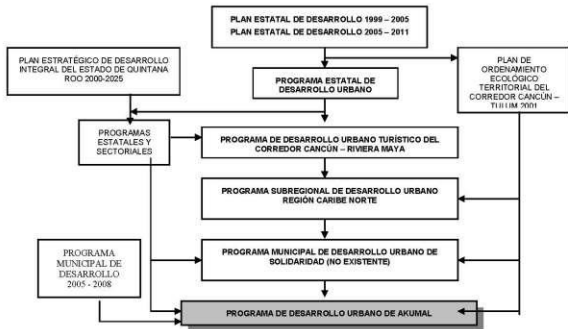 PLAN ESTATAL DE DESARROLLO 1999 – 2005
PLAN ESTATAL DE DESARROLLO 2005 – 2011
PLAN ESTRATÉGICO DE DESARROLLO
INTEGRAL DEL ESTADO DE QUINTANA
ROO 2000-2025
PLAN DE
ORDENAMIENTO
ECOLÓGICO
TERRITORIAL DEL
CORREDOR CANCÚN –
TULUM 2001
PROGRAMA ESTATAL DE
DESARROLLO URBANO
PROGRAMAS
ESTATALES Y
SECTORIALES
PROGRAMA DE DESARROLLO URBANO TURÍSTICO DEL
CORREDOR CANCÚN – RIVIERA MAYA
PROGRAMA SUBREGIONAL DE DESARROLLO URBANO
REGIÓN CARIBE NORTE
PROGRAMA MUNICIPAL DE DESARROLLO URBANO DE
SOLIDARIDAD (NO EXISTENTE)
PROGRAMA
MUNICIPAL DE
DESARROLLO
2005 - 2008
PROGRAMA DE DESARROLLO URBANO DE AKUMAL